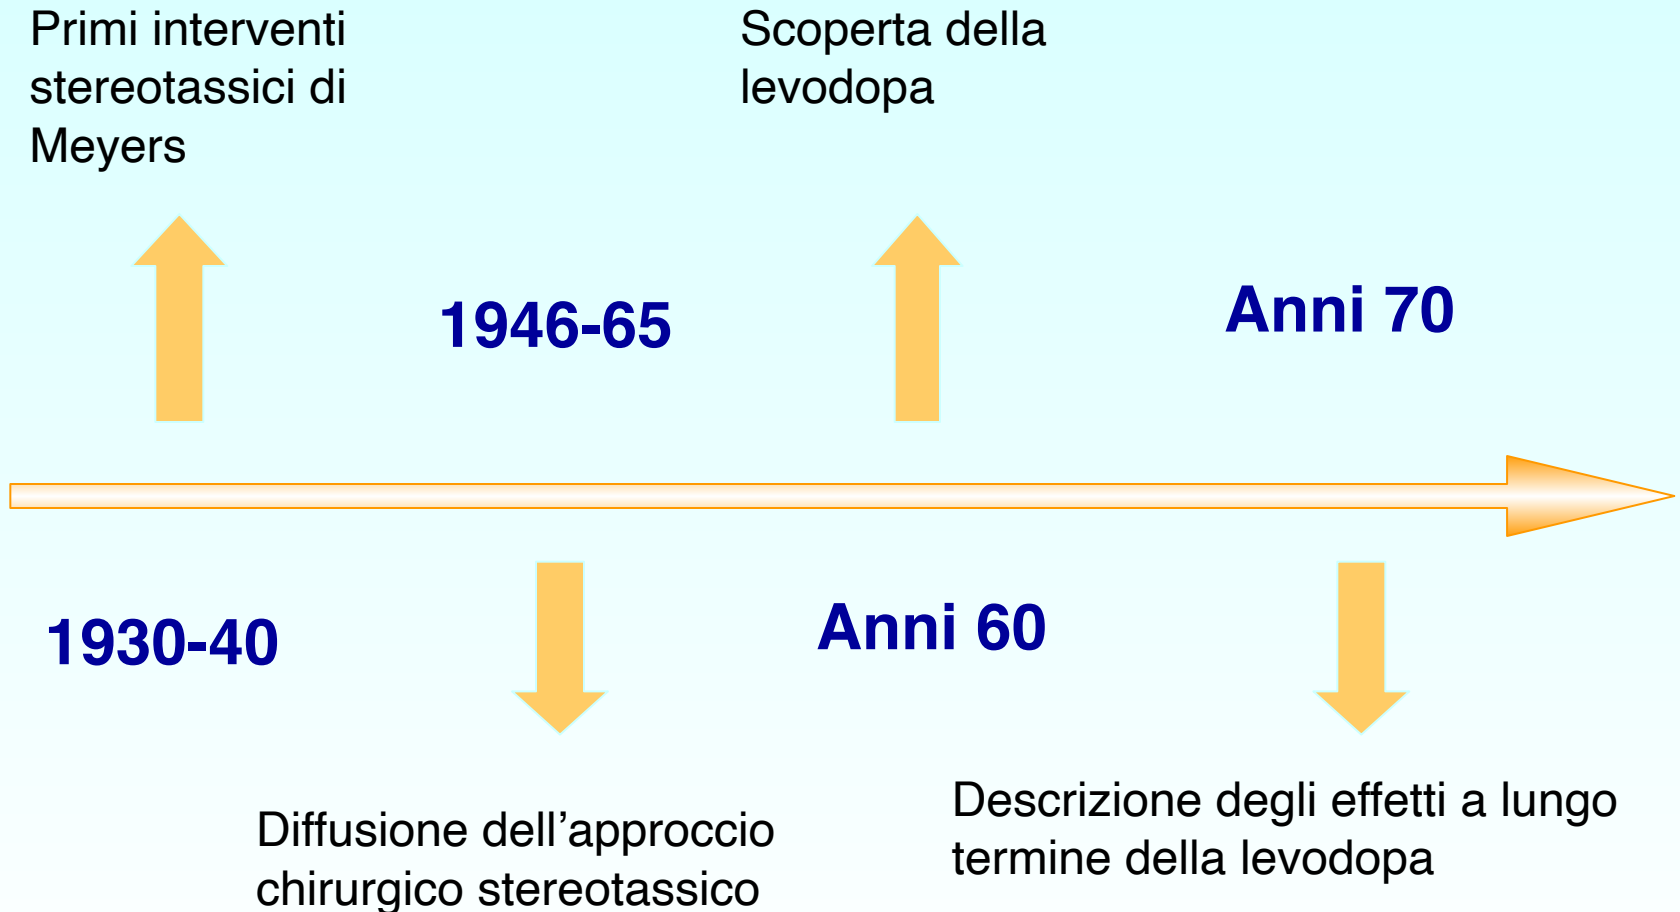 Primi interventi
stereotassici di
Meyers
Scoperta della
levodopa
1946-65
Anni 70
1930-40
Anni 60
Diffusione dell’approccio
chirurgico stereotassico
Descrizione degli effetti a lungo
termine della levodopa